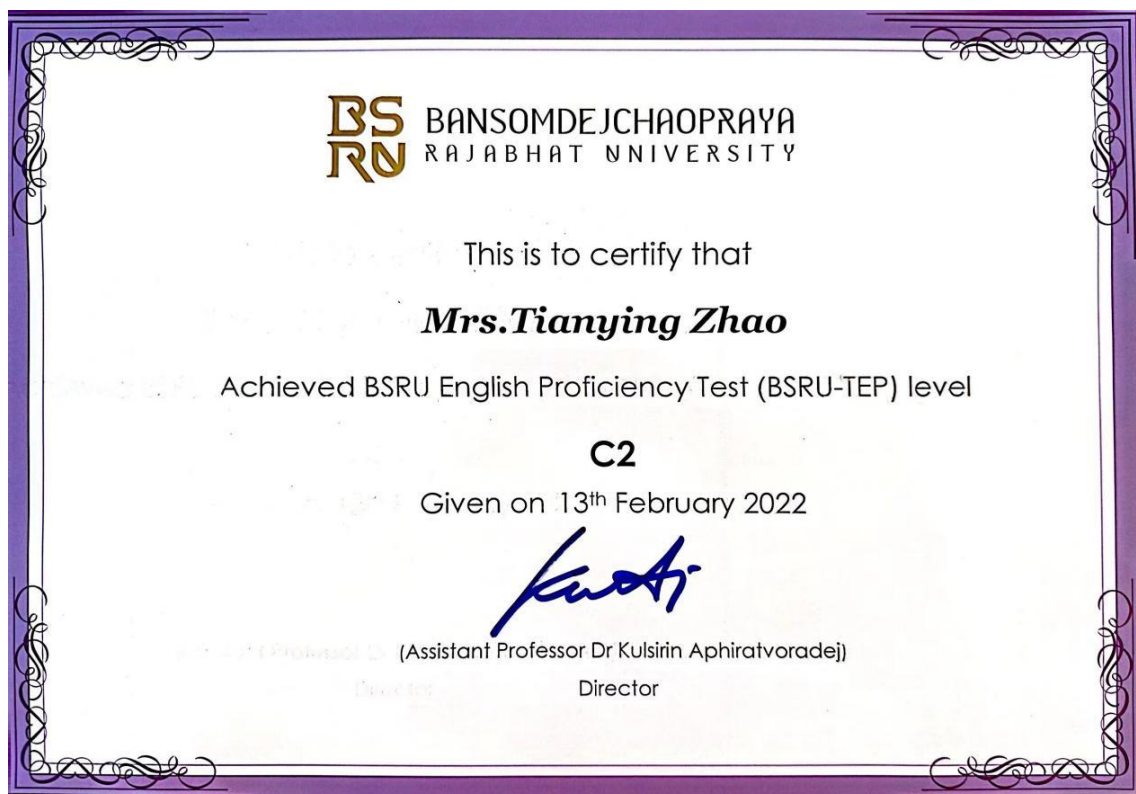 BS
RU
BANSOMDEJCHAOPRAYA
RAJABHAT UNIVERSITY
This is to certify that
Mrs.Tianying Zhao
Achieved BSRU English Proficiency Test (BSRU-TEP) level
C2
Given on 13th February 2022
(Assistant Professor Dr Kulsirin Aphiratvoradej)
Director